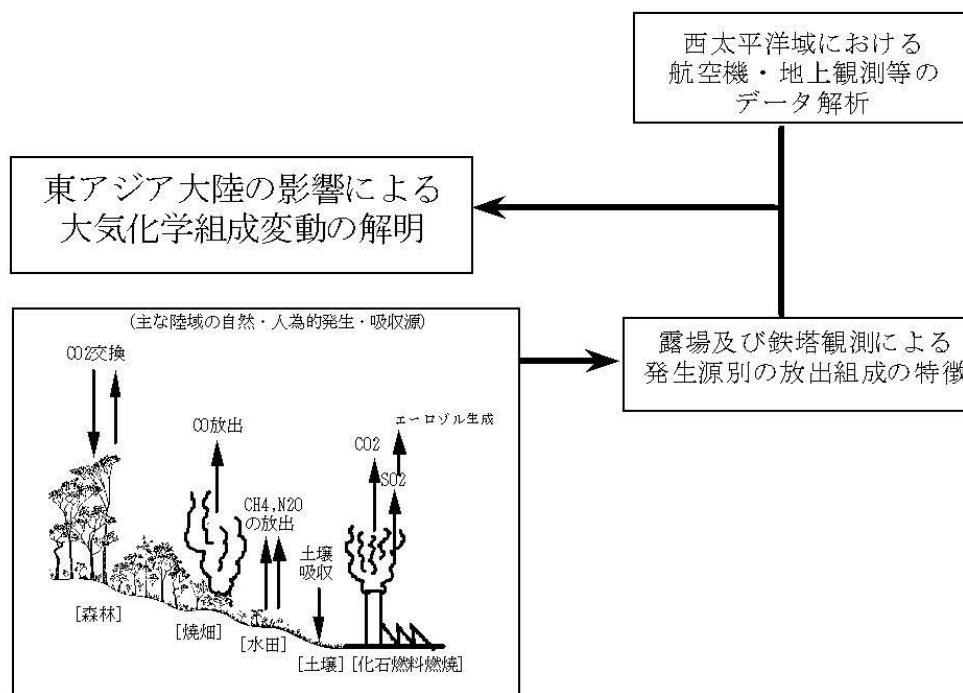 西太平洋域における
航空機・地上観測等の
データ解析
東アジア大陸の影響による
大気化学組成変動の解明
(主な陸域の自然・人為的発生・吸収源)
露場及び鉄塔観測による
発生源別の放出組成の特徴
CO2交換
CO放出
エーロゾル生成
CO2
SO2
CH4,N2O
の放出
土壌
吸収
[森林]
[焼畑]
[水田]
[土壌]
[化石燃料燃焼]